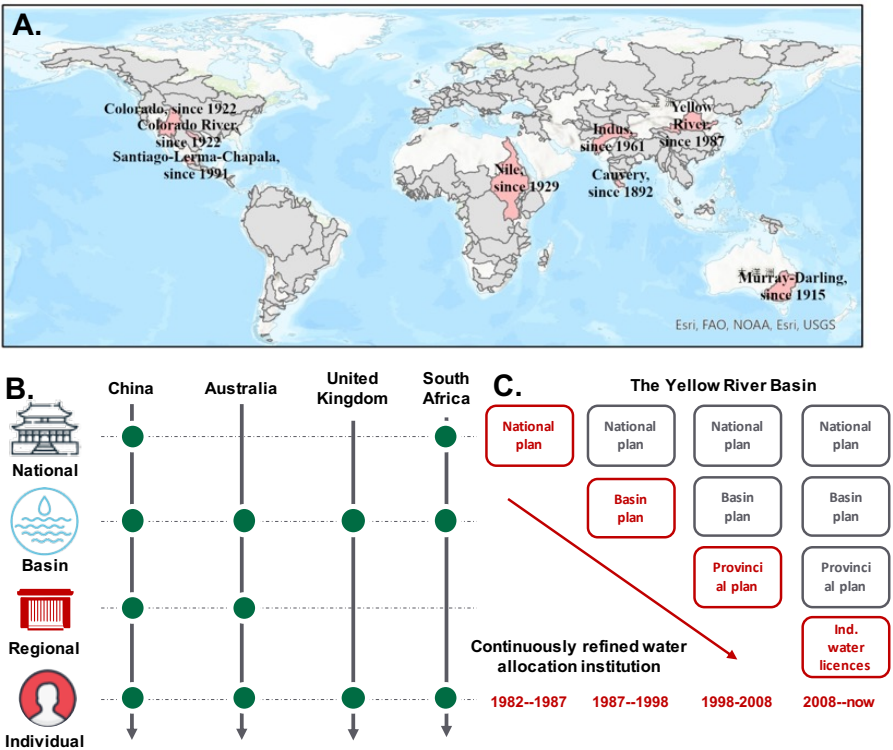 A.
Colorado, since 1922
Colorado River,
since 1922
Santiago-Lerma-Chapala,
since 1991
Nile,
since 1929
Indus,
since 1961
Yellow
River,
since 1987
Cauvery,
since 1892
Murray-Darling,
since 1915
Esri, FAO, NOAA, Esri, USGS
B.
China
Australia
United
Kingdom
South
Africa
National
Basin
Regional
Individual
C.
The Yellow River Basin
National
plan
National
plan
National
plan
National
plan
Basin
plan
Basin
plan
Basin
plan
Provinci
al plan
Provinci
al plan
Ind.
water
licences
Continuously refined water
allocation institution
1982--1987
1987--1998
1998-2008
2008--now